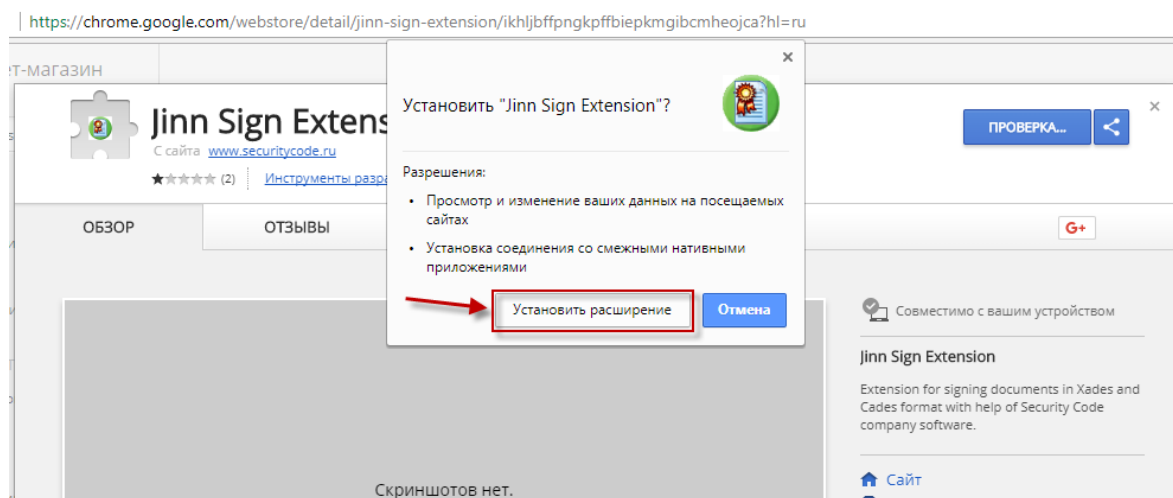 https://chrome.google.com/webstore/detail/jinn-sign-extension/ikhljbffpngkpffbiepkmgibcmheojca?hl=ru
ет-магазин
Jinn Sign Extens
С сайта www.securitycode.ru
(2) Инструменты разра
ОБЗОР
ОТЗЫВЫ
Скриншотов нет.
Установить "Jinn Sign Extension"?
Разрешения:
• Просмотр и изменение ваших данных на посещаемых
сайтах
• Установка соединения со смежными нативными
приложениями
Установить расширение
Отмена
ПРОВЕРКА...
G+
Совместимо с вашим устройством
Jinn Sign Extension
Extension for signing documents in Xades and
Cades format with help of Security Code
company software.
Сайт